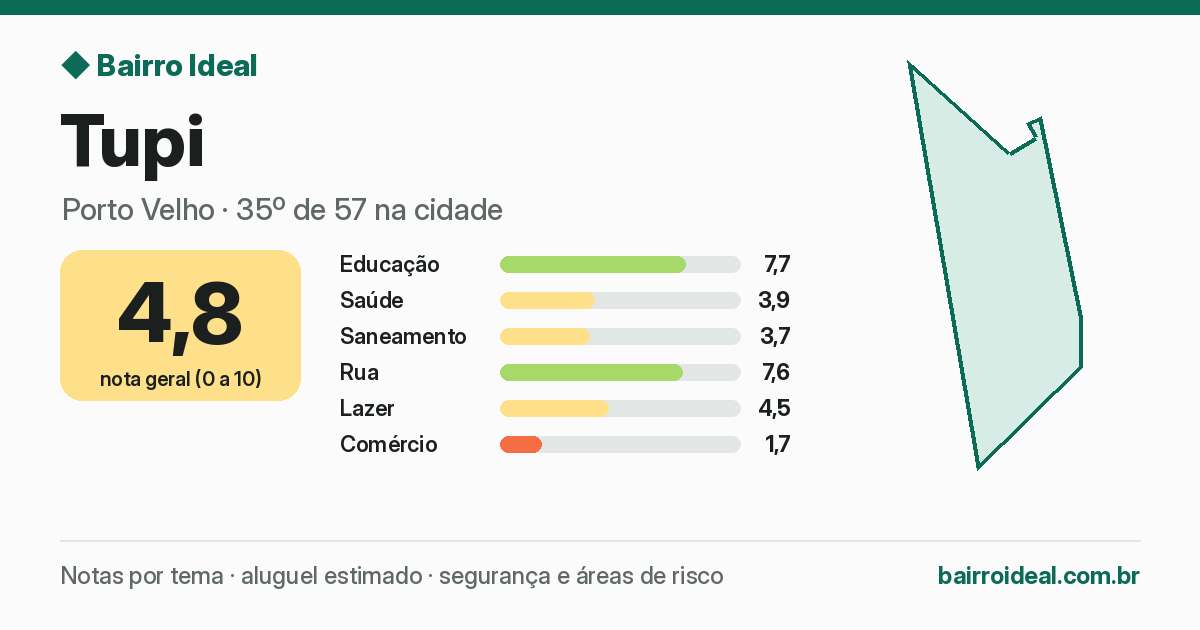 Bairro Ideal
Tupi
Porto Velho · 35º de 57 na cidade
4,8
nota geral (0 a 10)
Educação 7,7
Saúde 3,9
Saneamento 3,7
Rua 7,6
Lazer 4,5
Comércio 1,7
Notas por tema · aluguel estimado · segurança e áreas de risco
bairroideal.com.br